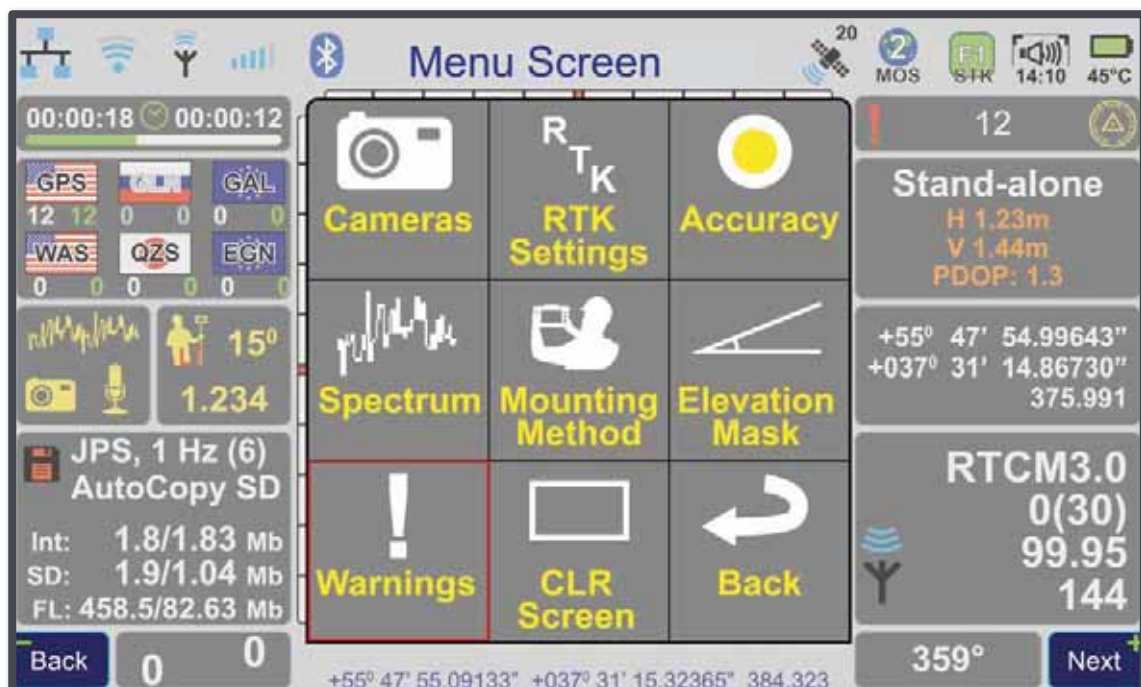 Menu Screen
20
2
MOS
F1
STK
14:10
45°C
00:00:18 00:00:12
GPS GLN GAL
12 12 0 0 0 0
WAS QZS EGN
0 0 0 0 0 0
15⁰
1.234
JPS, 1 Hz (6)
AutoCopy SD
Int: 1.8/1.83 Mb
SD: 1.9/1.04 Mb
FL: 458.5/82.63 Mb
Back
0 0
Cameras
R
T
K
RTK
Settings
Accuracy
Spectrum
Mounting
Method
Elevation
Mask
!
Warnings
CLR
Screen
Back
+55⁰ 47' 55.09133" +037⁰ 31' 15.32365" 384.323
! 12
Stand-alone
H 1.23m
V 1.44m
PDOP: 1.3
+55⁰ 47' 54.99643"
+037⁰ 31' 14.86730"
375.991
RTCM3.0
0(30)
99.95
144
359°
Next